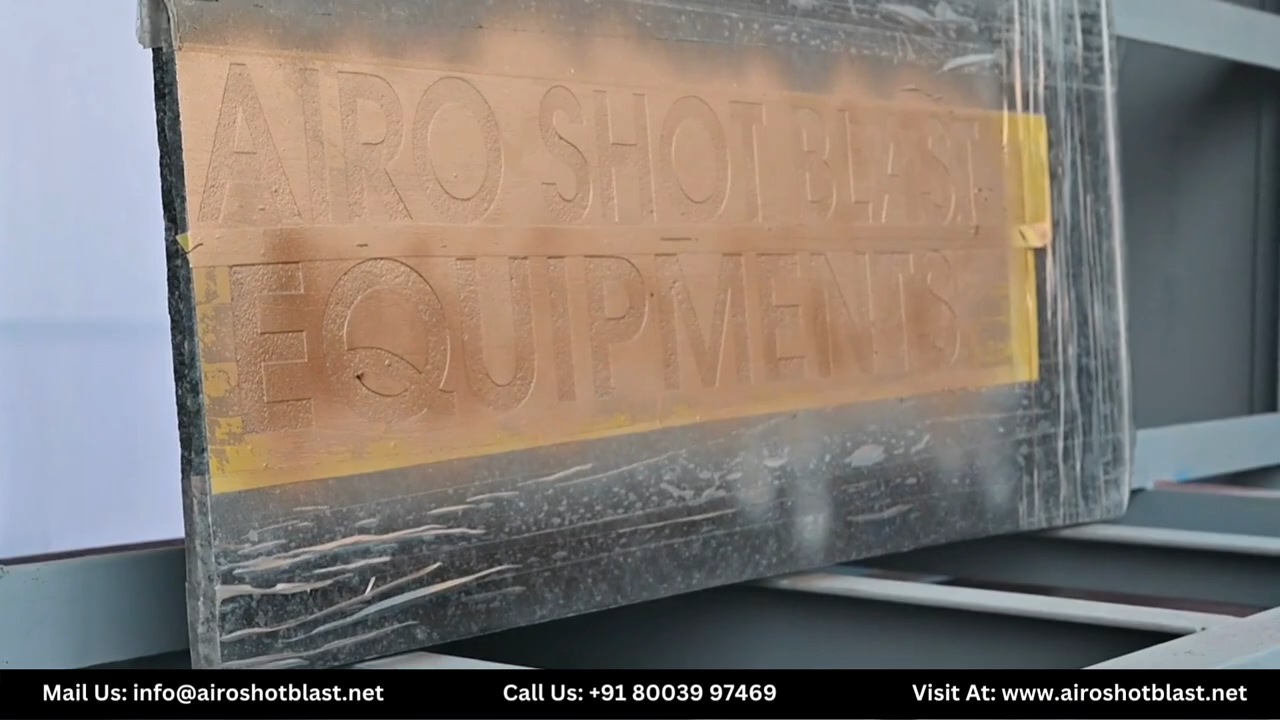 AIRO SHOT BLAST
EQUIPMENTS
Mail Us: info@airoshotblast.net Call Us: +91 80039 97469 Visit At: www.airoshotblast.net